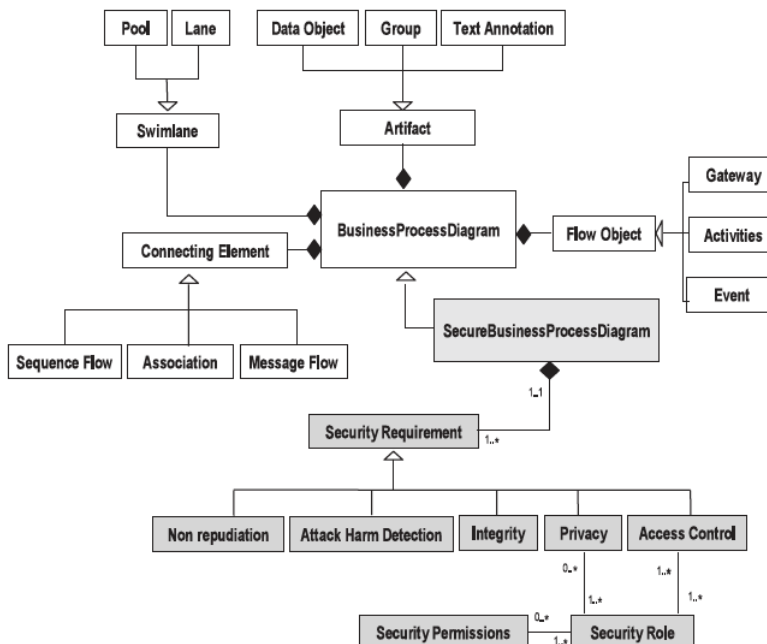 Pool
Lane
Data Object
Group
Text Annotation
Swimlane
Artifact
Gateway
BusinessProcessDiagram
Flow Object
Activities
Connecting Element
Event
SecureBusinessProcessDiagram
Sequence Flow
Association
Message Flow
1..1
Security Requirement
1..*
Non repudiation
Attack Harm Detection
Integrity
Privacy
Access Control
0..*
1..*
1..*
1..*
Security Permissions
0..*
1..*
Security Role